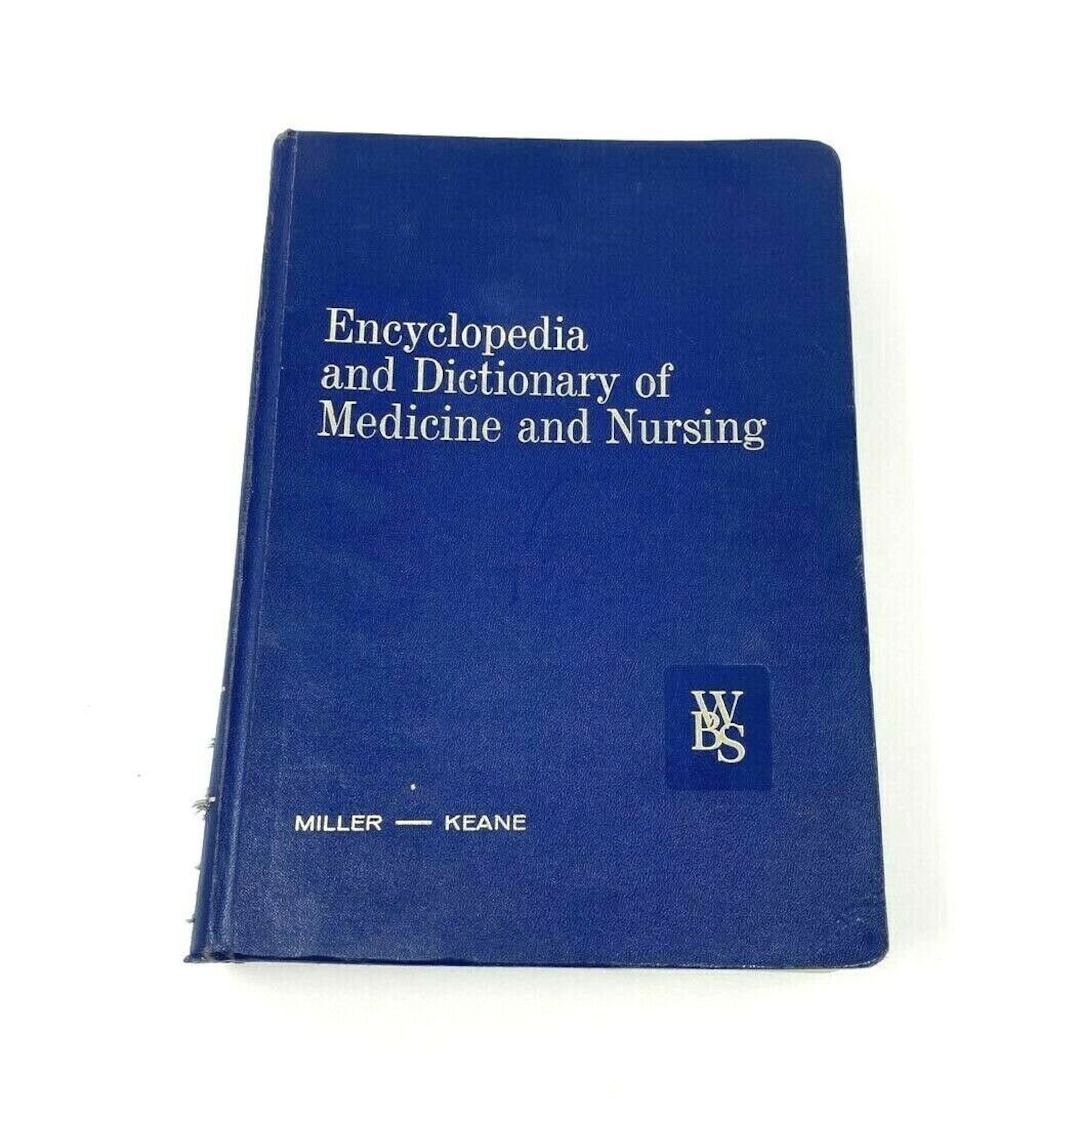 Encyclopedia
and Dictionary of
Medicine and Nursing
WBS
MILLER — KEANE